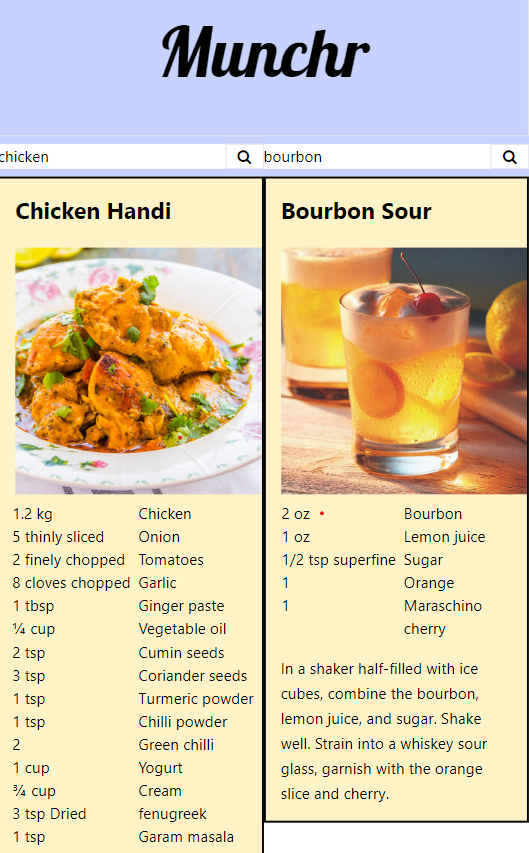 Munchr
chicken
bourbon
Chicken Handi
1.2 kg Chicken
5 thinly sliced Onion
2 finely chopped Tomatoes
8 cloves chopped Garlic
1 tbsp Ginger paste
¼ cup Vegetable oil
2 tsp Cumin seeds
3 tsp Coriander seeds
1 tsp Turmeric powder
1 tsp Chilli powder
2 Green chilli
1 cup Yogurt
¾ cup Cream
3 tsp Dried fenugreek
1 tsp Garam masala
Bourbon Sour
2 oz Bourbon
1 oz Lemon juice
1/2 tsp superfine Sugar
1 Orange
1 Maraschino
cherry
In a shaker half-filled with ice
cubes, combine the bourbon,
lemon juice, and sugar. Shake
well. Strain into a whiskey sour
glass, garnish with the orange
slice and cherry.